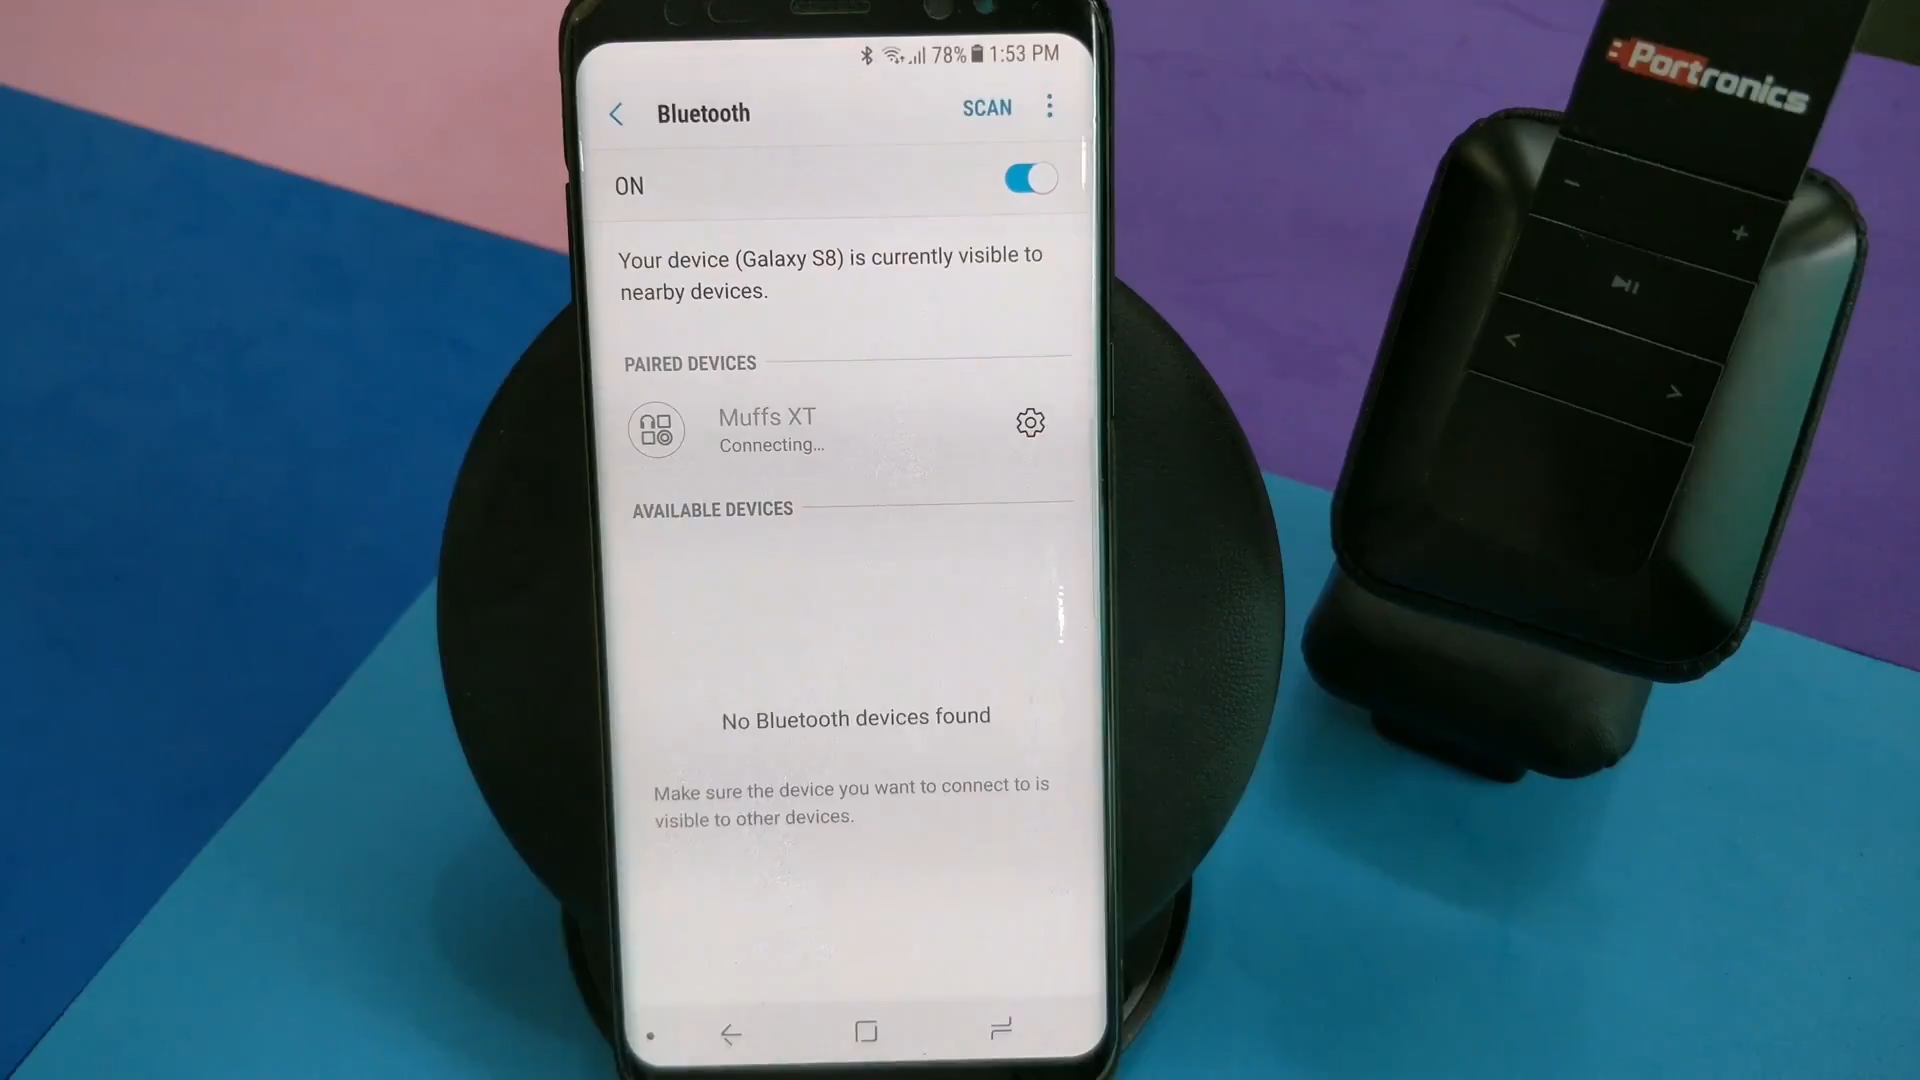 78% 1:53 PM
Bluetooth
SCAN
ON
Your device (Galaxy S8) is currently visible to
nearby devices.
PAIRED DEVICES
Muffs XT
Connecting...
AVAILABLE DEVICES
No Bluetooth devices found
Make sure the device you want to connect to is
visible to other devices.
Portronics